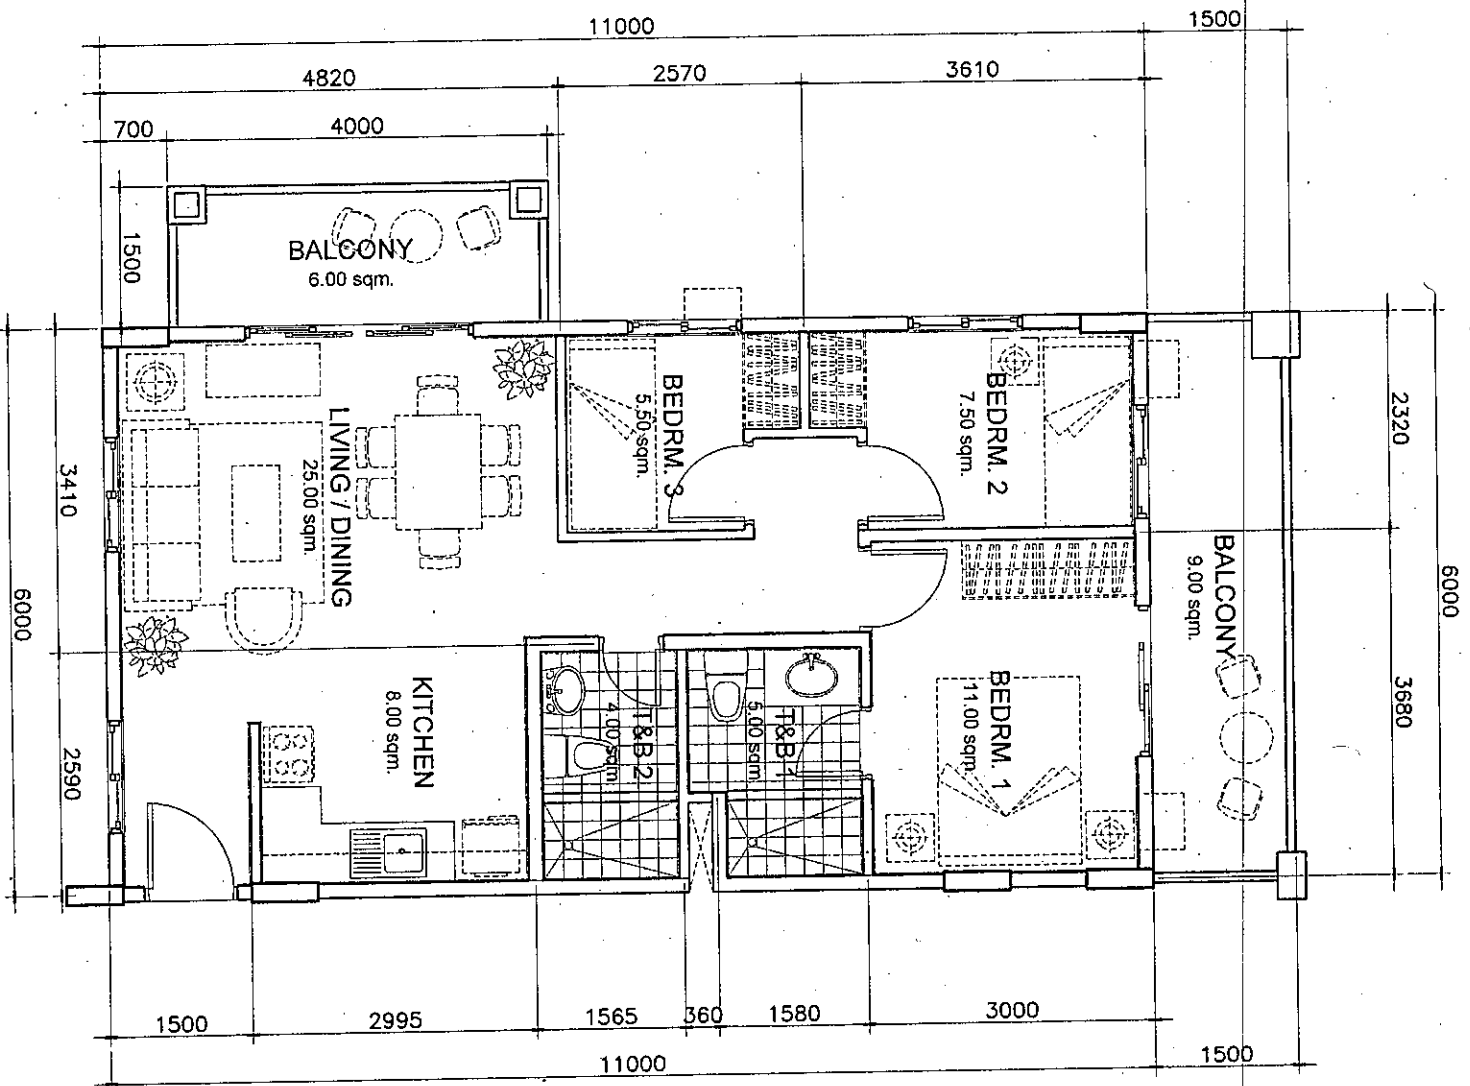 11000
1500
4820
2570
3610
700
4000
1500
BALCONY
6.00 sqm.
BEDRM. 3
5.50 sqm.
BEDRM. 2
7.50 sqm.
2320
3410
LIVING / DINING
25.00 sqm.
6000
BALCONY
9.00 sqm.
6000
KITCHEN
8.00 sqm.
T&B 2
4.00 sqm
T&B 1
5.00 sqm
BEDRM. 1
11.00 sqm.
3680
2590
1500
2995
1565
360
1580
3000
11000
1500